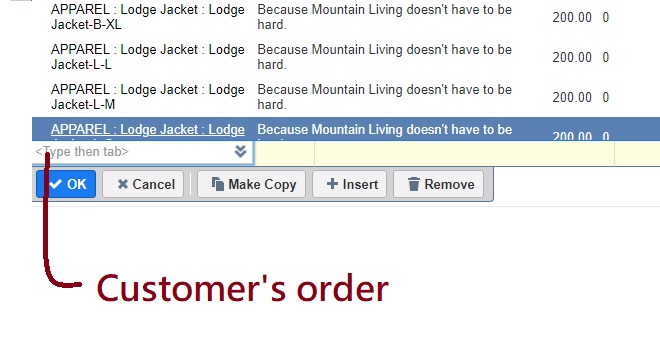 APPAREL : Lodge Jacket : Lodge Because Mountain Living doesn't have to be 200.00 0
Jacket-B-XL hard.
APPAREL : Lodge Jacket : Lodge Because Mountain Living doesn't have to be 200.00 0
Jacket-L-L hard.
APPAREL : Lodge Jacket : Lodge Because Mountain Living doesn't have to be 200.00 0
Jacket-L-M hard.
APPAREL : Lodge Jacket : Lodge Because Mountain Living doesn't have to be 200.00 0
<Type then tab>
OK Cancel Make Copy Insert Remove
Customer's order